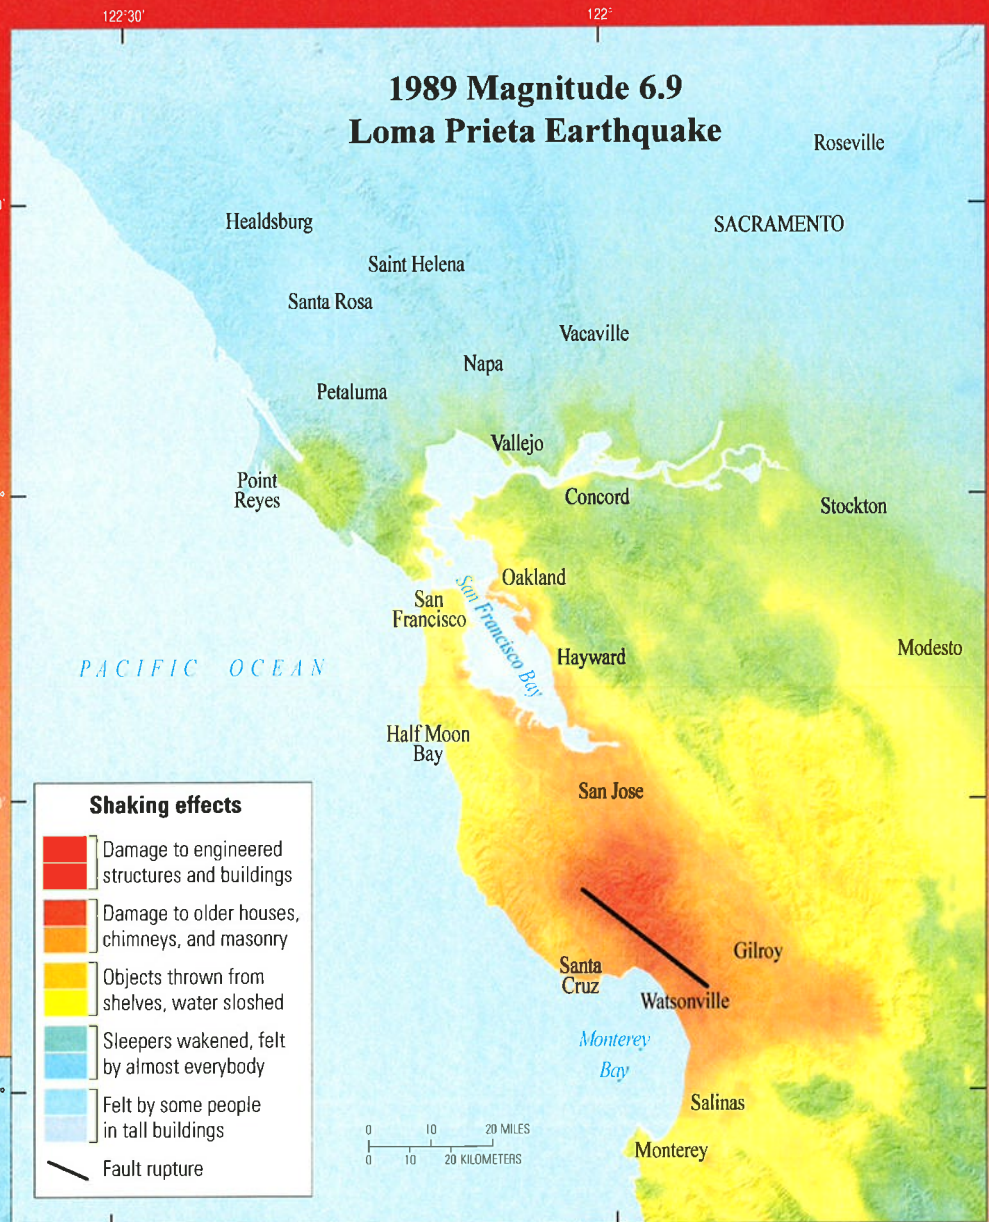 122°30'
122°
1989 Magnitude 6.9
Loma Prieta Earthquake
Roseville
Healdsburg
SACRAMENTO
Saint Helena
Santa Rosa
Vacaville
Napa
Petaluma
Vallejo
Point
Reyes
Concord
Stockton
Oakland
San
Francisco
San Francisco Bay
Hayward
Modesto
PACIFIC OCEAN
Half Moon
Bay
San Jose
Shaking effects
Damage to engineered
structures and buildings
Damage to older houses,
chimneys, and masonry
Objects thrown from
shelves, water sloshed
Sleepers wakened, felt
by almost everybody
Felt by some people
in tall buildings
Fault rupture
Gilroy
Santa
Cruz
Watsonville
Monterey
Bay
Salinas
Monterey
0 10 20 MILES
0 10 20 KILOMETERS